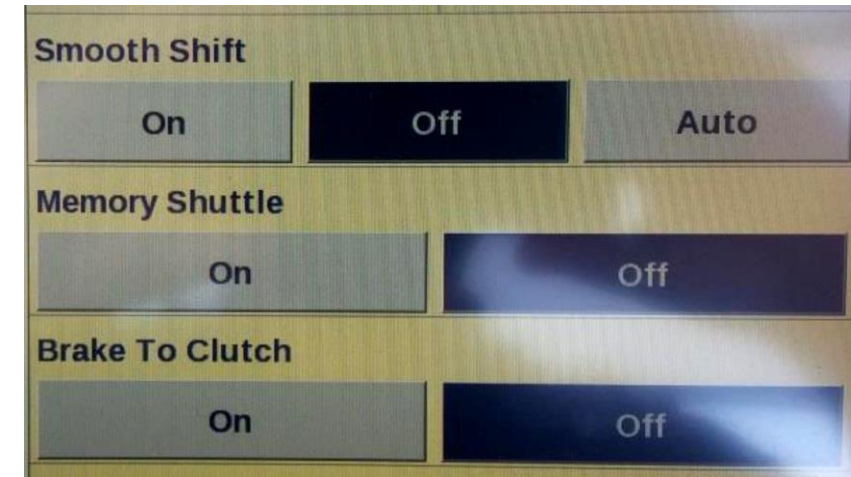 Smooth Shift
On Off Auto
Memory Shuttle
On Off
Brake To Clutch
On Off